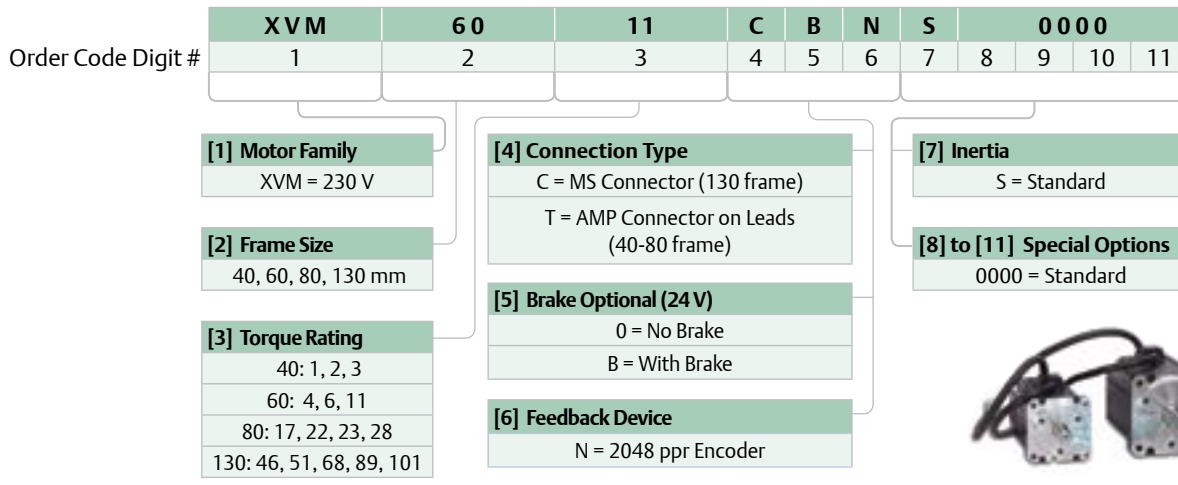 XVM 60 11 C B N S 0000
Order Code Digit # 1 2 3 4 5 6 7 8 9 10 11
[1] Motor Family
XVM = 230 V
[2] Frame Size
40, 60, 80, 130 mm
[3] Torque Rating
40: 1, 2, 3
60: 4, 6, 11
80: 17, 22, 23, 28
130: 46, 51, 68, 89, 101
[4] Connection Type
C = MS Connector (130 frame)
T = AMP Connector on Leads
(40-80 frame)
[5] Brake Optional (24 V)
0 = No Brake
B = With Brake
[6] Feedback Device
N = 2048 ppr Encoder
[7] Inertia
S = Standard
[8] to [11] Special Options
0000 = Standard